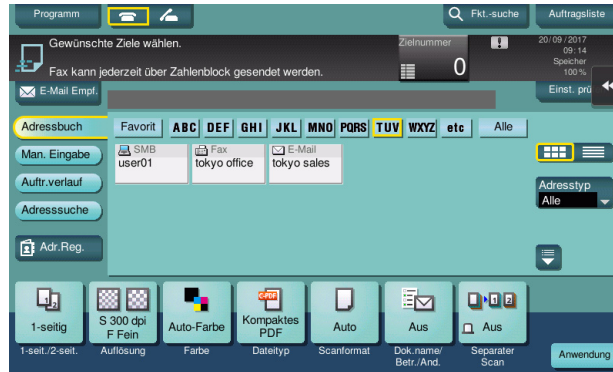 Programm
Fkt.-suche
Auftragsliste
Gewünschte Ziele wählen.
Fax kann jederzeit über Zahlenblock gesendet werden.
Zielnummer
0
20/09/2017
09:14
Speicher
100%
E-Mail Empf.
Einst. prü
Adressbuch
Favorit ABC DEF GHI JKL MNO PQRS TUV WXYZ etc Alle
Man. Eingabe
Auftr.verlauf
Adresssuche
Adr.Reg.
SMB
user01
Fax
tokyo office
E-Mail
tokyo sales
Adresstyp
Alle
1-seitig
S 300 dpi
F Fein
Auto-Farbe
Kompaktes
PDF
Auto
Aus
Aus
1-seit./2-seit.
Auflösung
Farbe
Dateityp
Scanformat
Dok.name/
Betr./And.
Separater
Scan
Anwendung